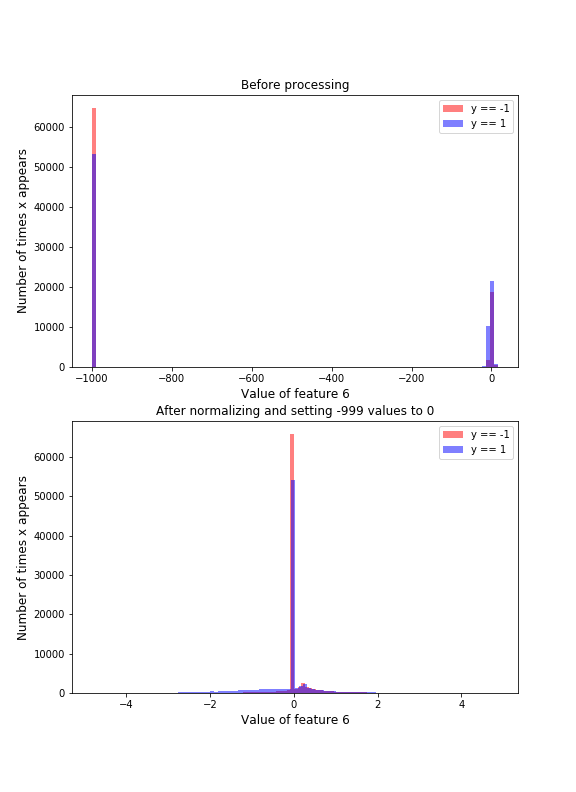 Before processing
y == -1
y == 1
60000
50000
40000
30000
20000
10000
0
Number of times x appears
−1000 −800 −600 −400 −200 0
Value of feature 6
After normalizing and setting -999 values to 0
y == -1
y == 1
60000
50000
40000
30000
20000
10000
0
Number of times x appears
−4 −2 0 2 4
Value of feature 6